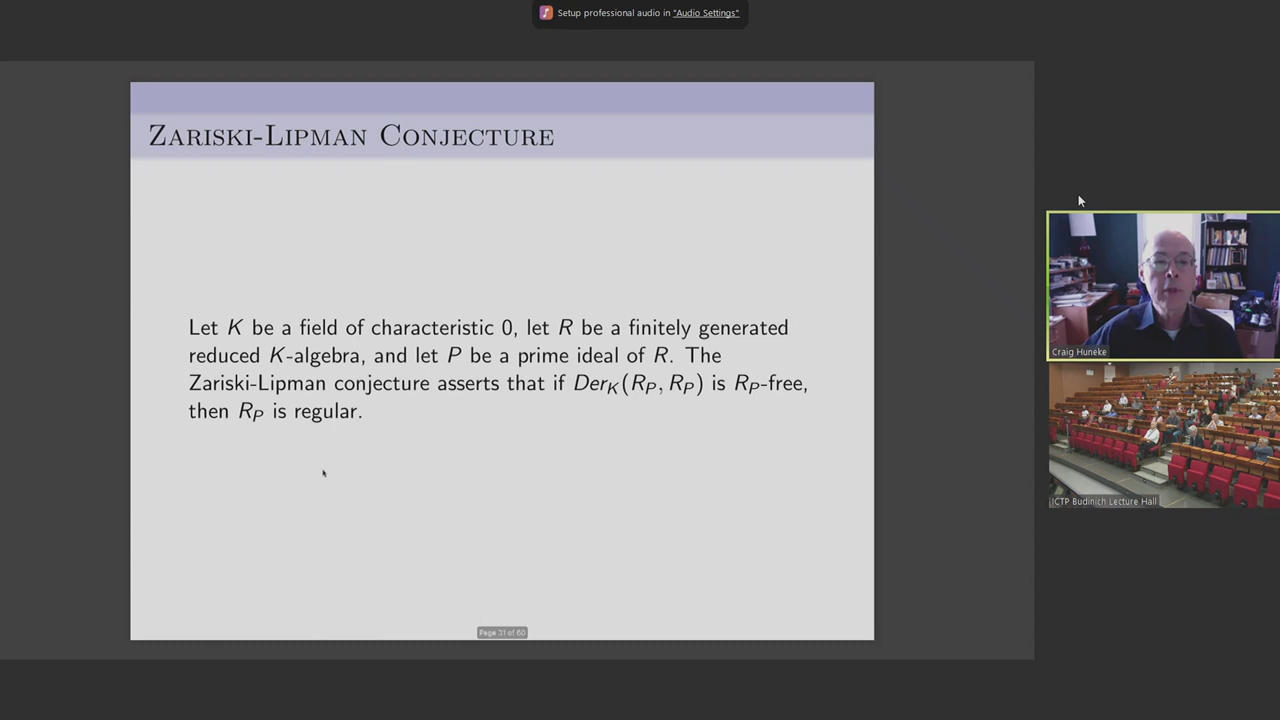 Setup professional audio in "Audio Settings"
ZARISKI-LIPMAN CONJECTURE
Let K be a field of characteristic 0, let R be a finitely generated
reduced K-algebra, and let P be a prime ideal of R. The
Zariski-Lipman conjecture asserts that if Der_K(R_P, R_P) is R_P-free,
then R_P is regular.
Page 31 of 60
Craig Huneke
ICTP Budinich Lecture Hall